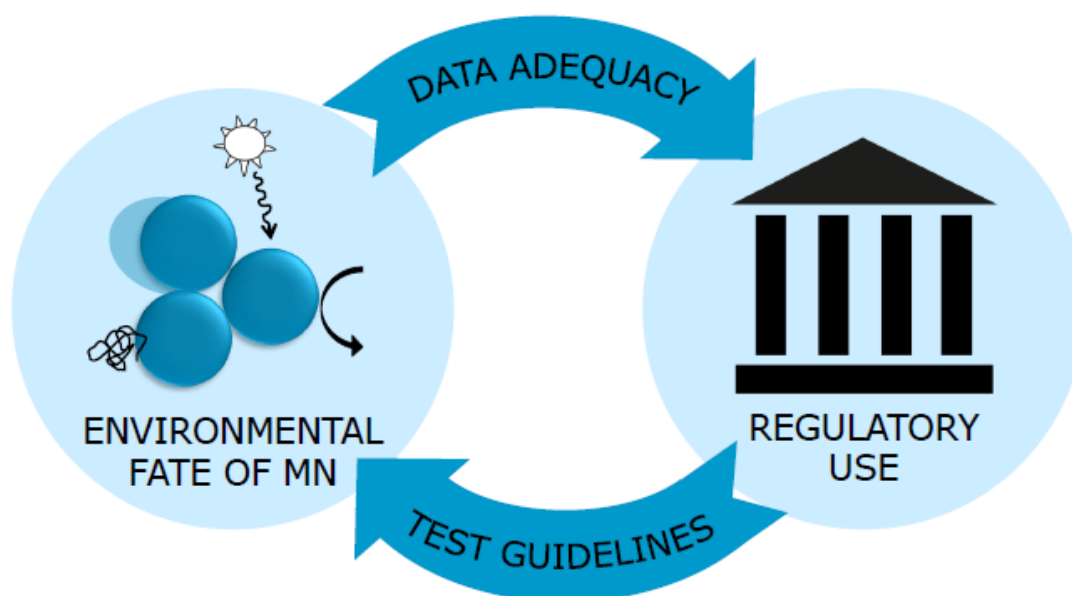 DATA ADEQUACY
ENVIRONMENTAL
FATE OF MN
REGULATORY
USE
TEST GUIDELINES